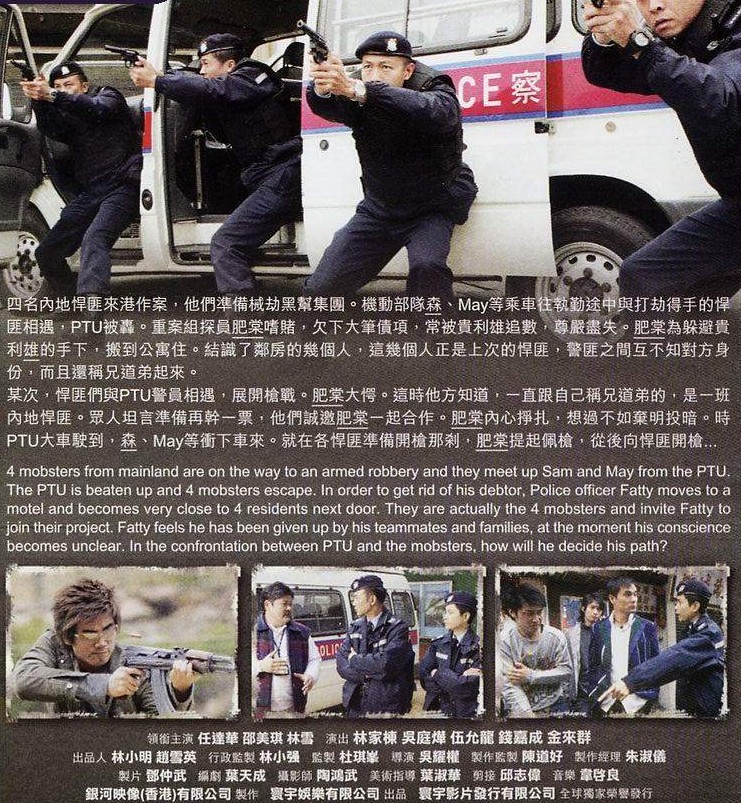 CE 察
四名內地悍匪來港作案，他們準備械劫黑幫集團。機動部隊森、May等乘車往執勤途中與打劫得手的悍
匪相遇，PTU被轟。重案組探員肥棠嗜賭，欠下大筆債項，常被貴利雄追數，尊嚴盡失。肥棠為躲避貴
利雄的手下，搬到公寓住。結識了鄰房的幾個人，這幾個人正是上次的悍匪，警匪之間互不知對方身
份，而且還稱兄道弟起來。
某次，悍匪們與PTU警員相遇，展開槍戰。肥棠大愕。這時他方知道，一直跟自己稱兄道弟的，是一班
內地悍匪。眾人坦言準備再幹一票，他們誠邀肥棠一起合作。肥棠內心掙扎，想過不如棄明投暗。時
PTU大車駛到，森、May等衝下車來。就在各悍匪準備開槍那剎，肥棠提起佩槍，從後向悍匪開槍...
4 mobsters from mainland are on the way to an armed robbery and they meet up Sam and May from the PTU.
The PTU is beaten up and 4 mobsters escape. In order to get rid of his debtor, Police officer Fatty moves to a
motel and becomes very close to 4 residents next door. They are actually the 4 mobsters and invite Fatty to
join their project. Fatty feels he has been given up by his teammates and families, at the moment his conscience
becomes unclear. In the confrontation between PTU and the mobsters, how will he decide his path?
OLIC
領銜主演 任達華 邵美琪 林雪 演出 林家棟 吳庭燁 伍允龍 錢嘉成 金來群
出品人 林小明 趙雪英 行政監製 林小强 監製 杜琪峯 導演 吳耀權 製作監製 陳道好 製作經理 朱淑儀
製片 鄧仲武 編劇 葉天成 攝影師 陶鴻武 美術指導 葉淑華 剪接 邱志偉 音樂 韋啓良
銀河映像(香港)有限公司 製作 寰宇娛樂有限公司 出品 寰宇影片發行有限公司 全球獨家榮譽發行